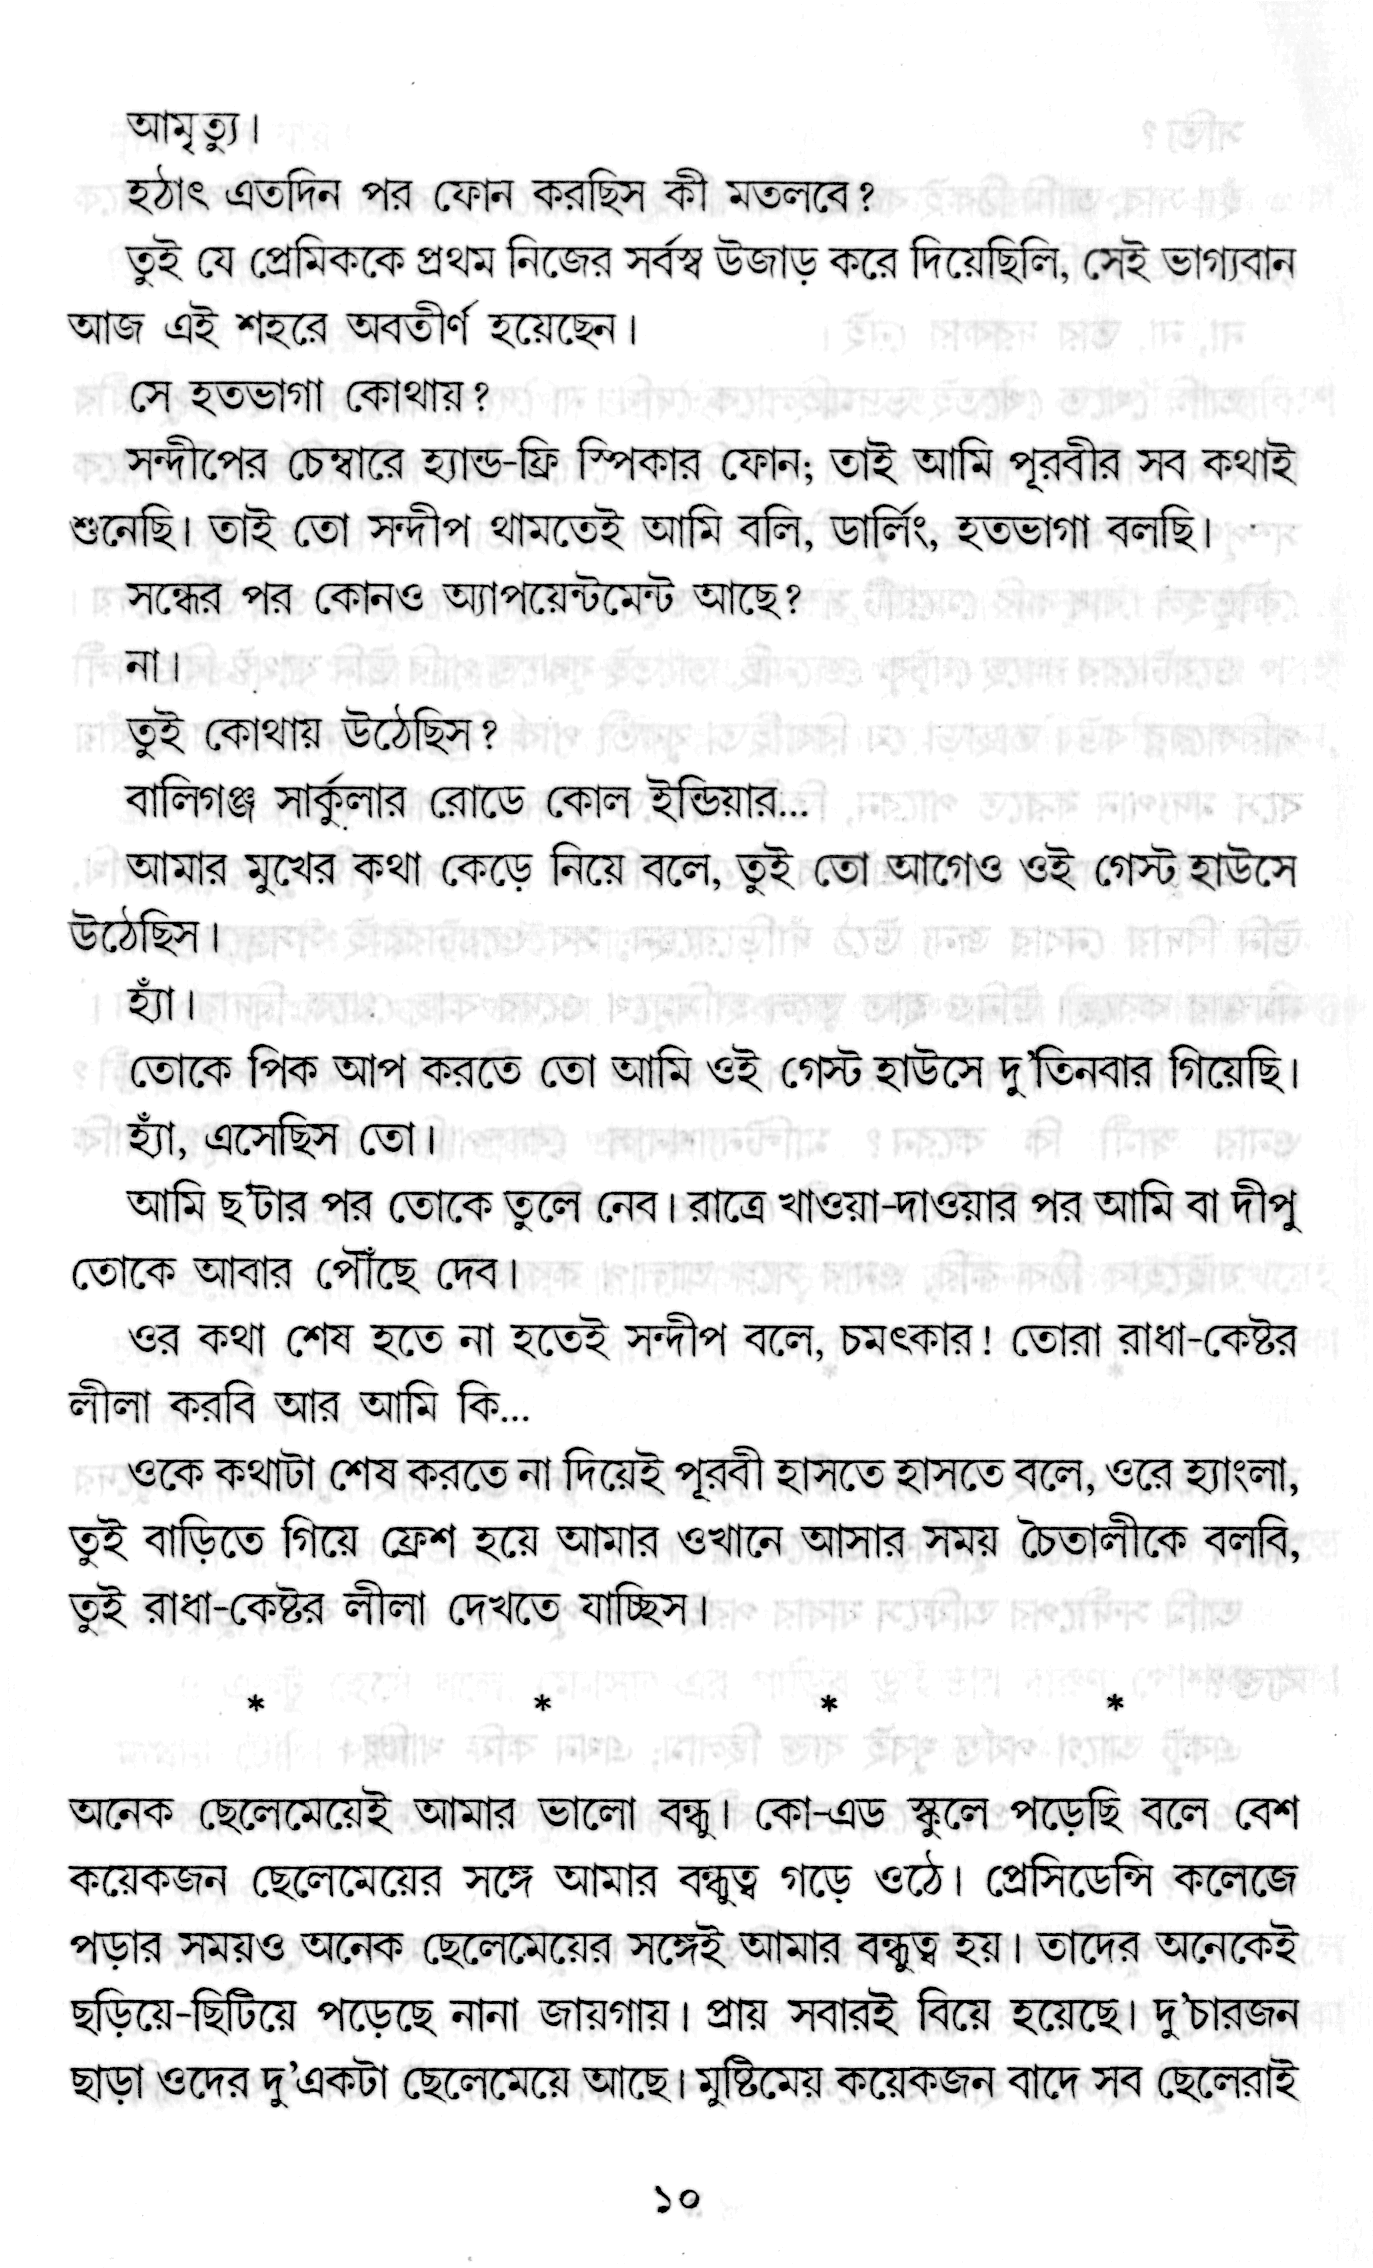 আমৃত্যু।
হঠাৎ এতদিন পর ফোন করছিস কী মতলবে?
তুই যে প্রেমিককে প্রথম নিজের সর্বস্ব উজাড় করে দিয়েছিলি, সেই ভাগ্যবান
আজ এই শহরে অবতীর্ণ হয়েছেন।
সে হতভাগা কোথায়?
সন্দীপের চেম্বারে হ্যান্ড-ফ্রি স্পিকার ফোন; তাই আমি পূরবীর সব কথাই
শুনেছি। তাই তো সন্দীপ থামতেই আমি বলি, ডার্লিং, হতভাগা বলছি।
সন্ধের পর কোনও অ্যাপয়েন্টমেন্ট আছে?
না।
তুই কোথায় উঠেছিস?
বালিগঞ্জ সার্কুলার রোডে কোল ইন্ডিয়ার...
আমার মুখের কথা কেড়ে নিয়ে বলে, তুই তো আগেও ওই গেস্ট হাউসে
উঠেছিস।
হ্যাঁ।
তোকে পিক আপ করতে তো আমি ওই গেস্ট হাউসে দু'তিনবার গিয়েছি।
হ্যাঁ, এসেছিস তো।
আমি ছ'টার পর তোকে তুলে নেব। রাত্রে খাওয়া-দাওয়ার পর আমি বা দীপু
তোকে আবার পৌঁছে দেব।
ওর কথা শেষ হতে না হতেই সন্দীপ বলে, চমৎকার! তোরা রাধা-কেষ্টর
লীলা করবি আর আমি কি...
ওকে কথাটা শেষ করতে না দিয়েই পূরবী হাসতে হাসতে বলে, ওরে হ্যাংলা,
তুই বাড়িতে গিয়ে ফ্রেশ হয়ে আমার ওখানে আসার সময় চৈতালীকে বলবি,
তুই রাধা-কেষ্টর লীলা দেখতে যাচ্ছিস।
* * * *
অনেক ছেলেমেয়েই আমার ভালো বন্ধু। কো-এড স্কুলে পড়েছি বলে বেশ
কয়েকজন ছেলেমেয়ের সঙ্গে আমার বন্ধুত্ব গড়ে ওঠে। প্রেসিডেন্সি কলেজে
পড়ার সময়ও অনেক ছেলেমেয়ের সঙ্গেই আমার বন্ধুত্ব হয়। তাদের অনেকেই
ছড়িয়ে-ছিটিয়ে পড়েছে নানা জায়গায়। প্রায় সবারই বিয়ে হয়েছে। দু'চারজন
ছাড়া ওদের দু'একটা ছেলেমেয়ে আছে। মুষ্টিমেয় কয়েকজন বাদে সব ছেলেরাই
১০